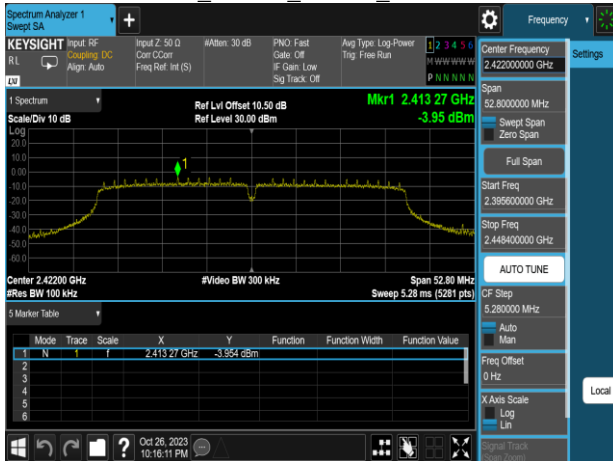 Spectrum Analyzer 1
Swept SA
+
Frequency
KEYSIGHT
RL
LXI
Input: RF
Coupling: DC
Align: Auto
Input Z: 50 Ω
Corr CCorr
Freq Ref: Int (S)
#Atten: 30 dB
PNO: Fast
Gate: Off
IF Gain: Low
Sig Track: Off
Avg Type: Log-Power
Trig: Free Run
1 2 3 4 5 6
M W W W W W
P N N N N N
1 Spectrum
Scale/Div 10 dB
Ref Lvl Offset 10.50 dB
Ref Level 30.00 dBm
Mkr1 2.413 27 GHz
-3.95 dBm
Log
20.0
10.0
0.00
-10.0
-20.0
-30.0
-40.0
-50.0
-60.0
1
Center 2.42200 GHz
#Res BW 100 kHz
#Video BW 300 kHz
Span 52.80 MHz
Sweep 5.28 ms (5281 pts)
5 Marker Table
Mode Trace Scale X Y Function Function Width Function Value
1 N 1 f 2.413 27 GHz -3.954 dBm
2
3
4
5
6
?
Oct 26, 2023
10:16:11 PM
Center Frequency
2.422000000 GHz
Span
52.8000000 MHz
Swept Span
Zero Span
Full Span
Start Freq
2.395600000 GHz
Stop Freq
2.448400000 GHz
AUTO TUNE
CF Step
5.280000 MHz
Auto
Man
Freq Offset
0 Hz
X Axis Scale
Log
Lin
Signal Track
(Span Zoom)
Settings
Local